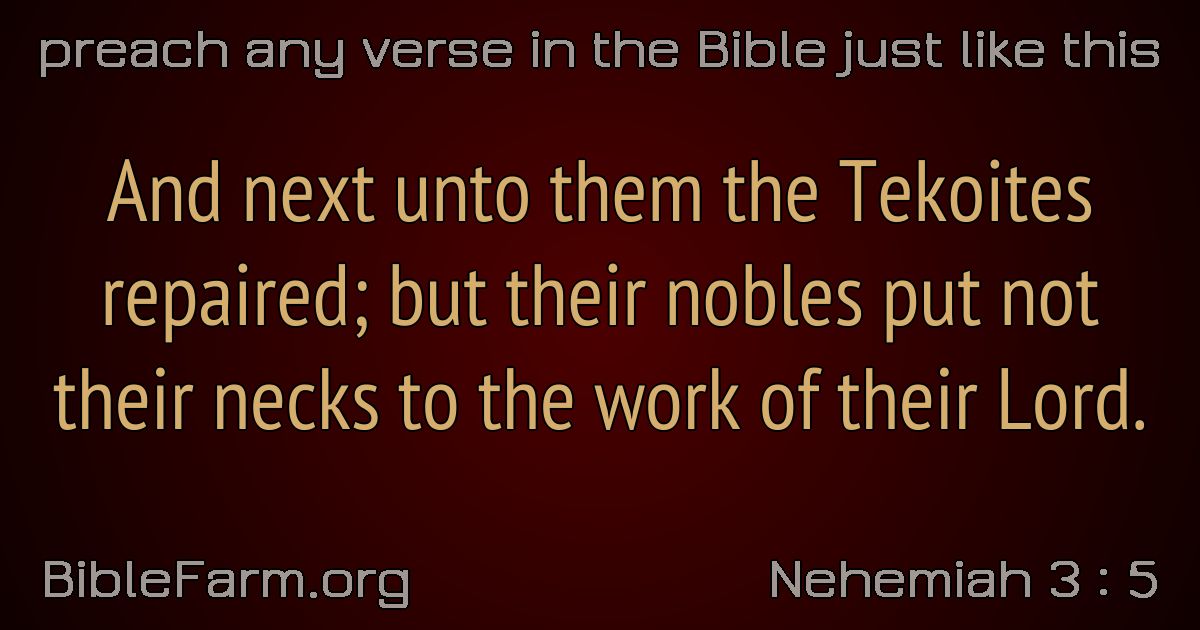 preach any verse in the Bible just like this
And next unto them the Tekoites
repaired; but their nobles put not
their necks to the work of their Lord.
BibleFarm.org
Nehemiah 3 : 5